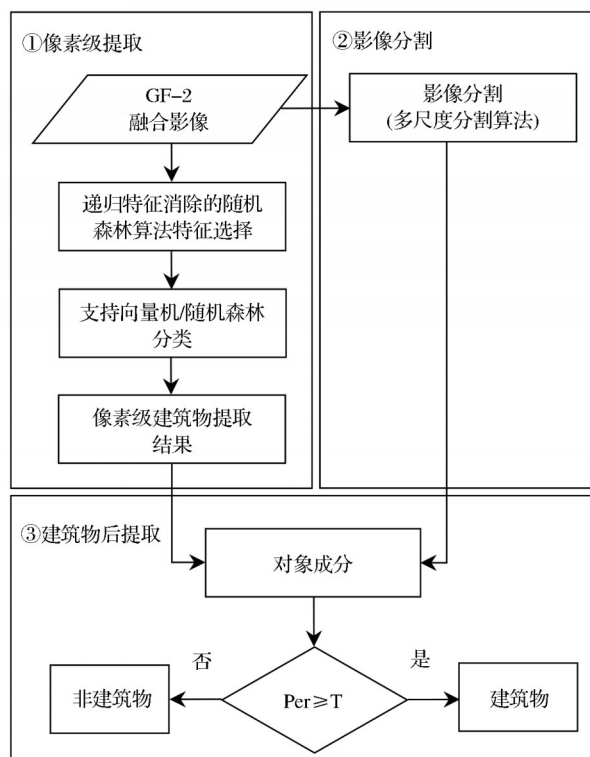 ①像素级提取
②影像分割
GF-2
融合影像
影像分割
(多尺度分割算法)
递归特征消除的随机
森林算法特征选择
支持向量机/随机森林
分类
像素级建筑物提取
结果
③建筑物后提取
对象成分
否
是
非建筑物
Per≥T
建筑物